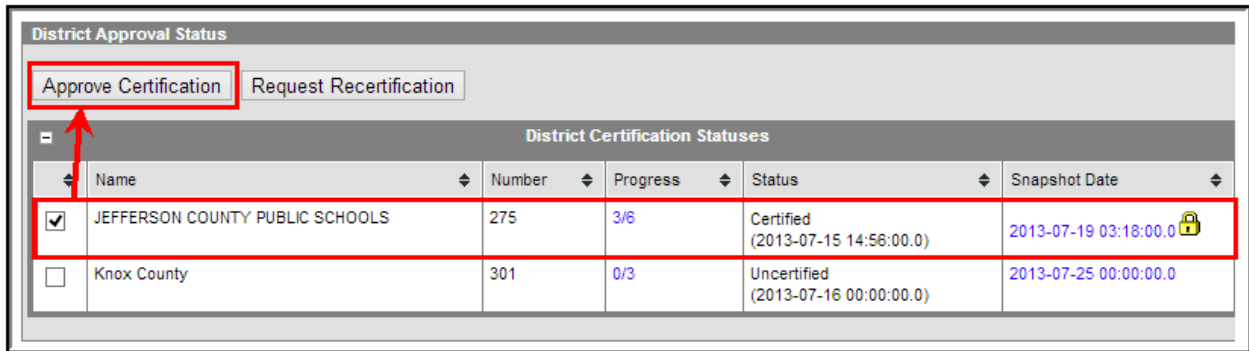 District Approval Status
Approve Certification Request Recertification
District Certification Statuses
Name Number Progress Status Snapshot Date
JEFFERSON COUNTY PUBLIC SCHOOLS 275 3/6 Certified 2013-07-19 03:18:00.0
(2013-07-15 14:56:00.0)
Knox County 301 0/3 Uncertified 2013-07-25 00:00:00.0
(2013-07-16 00:00:00.0)